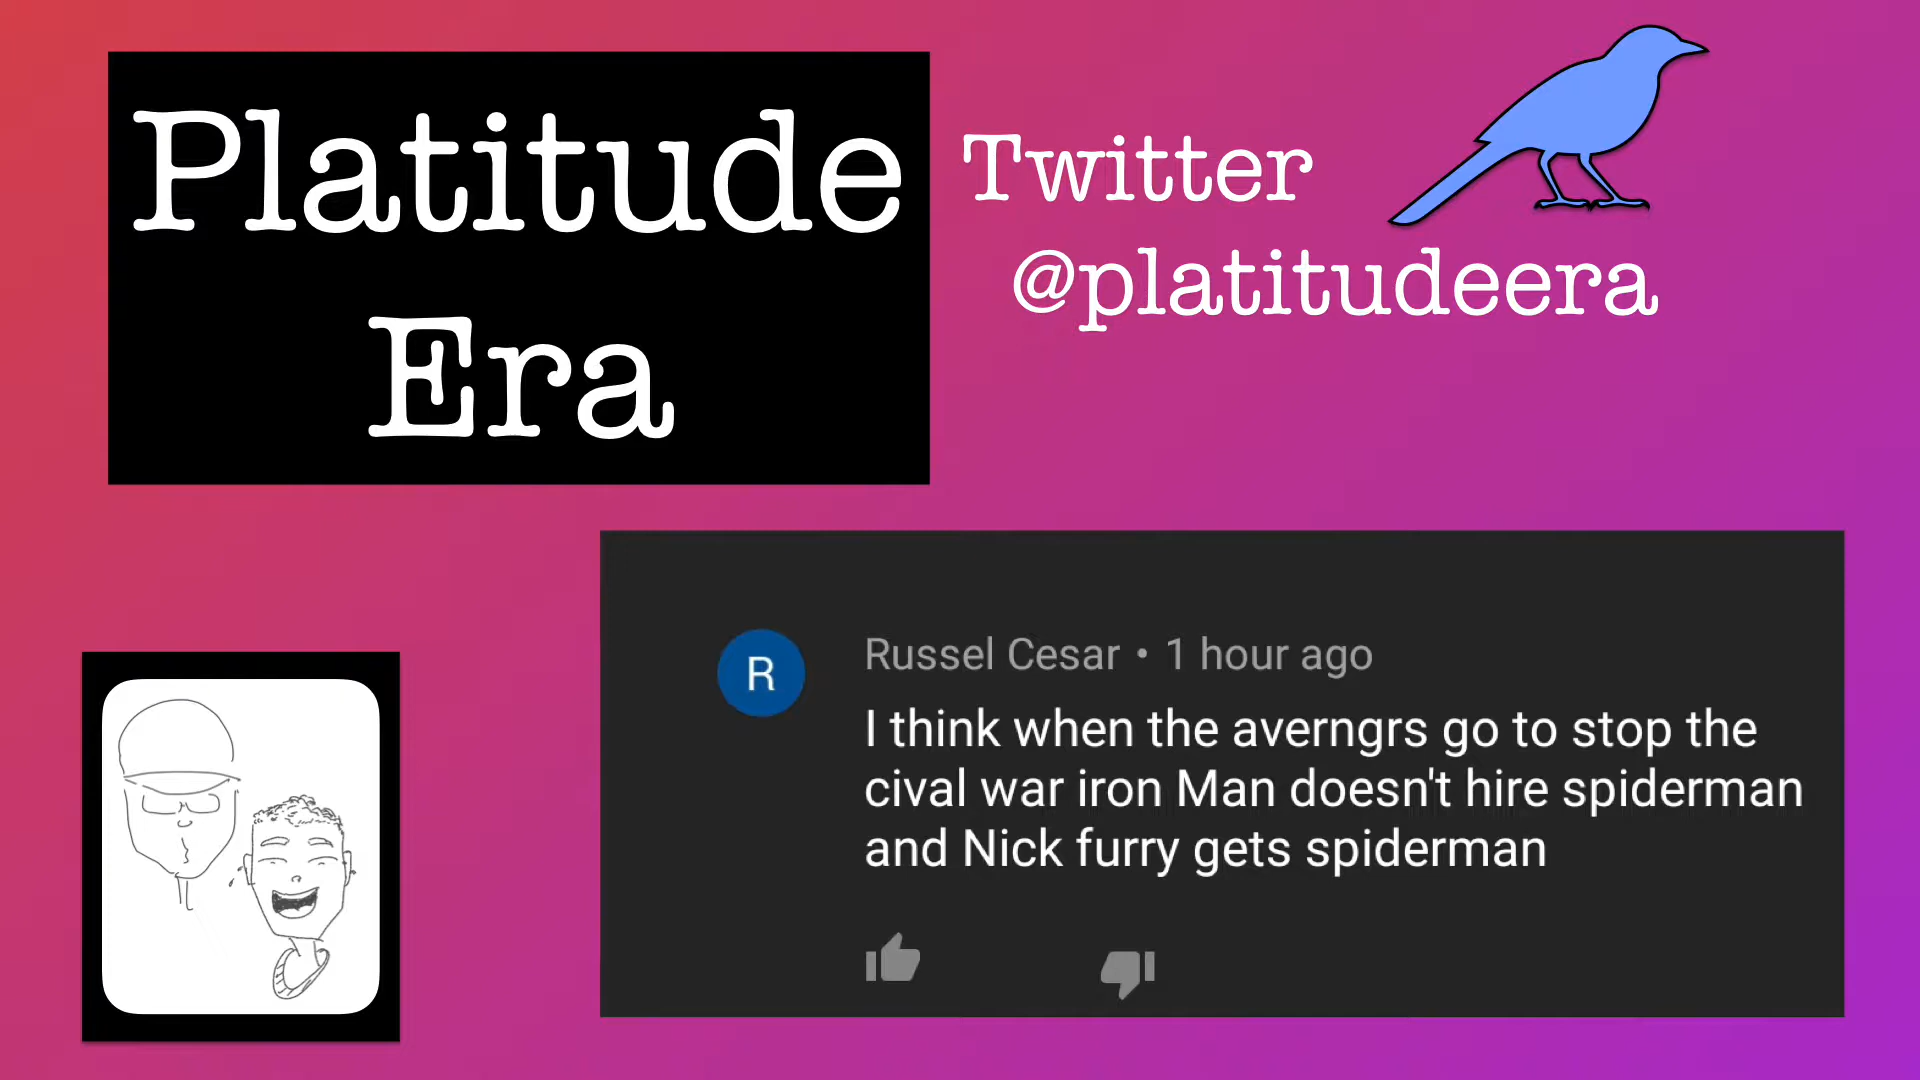 Platitude
Era
Twitter
@platitudeera
R
Russel Cesar • 1 hour ago
I think when the averngrs go to stop the
cival war iron Man doesn't hire spiderman
and Nick furry gets spiderman